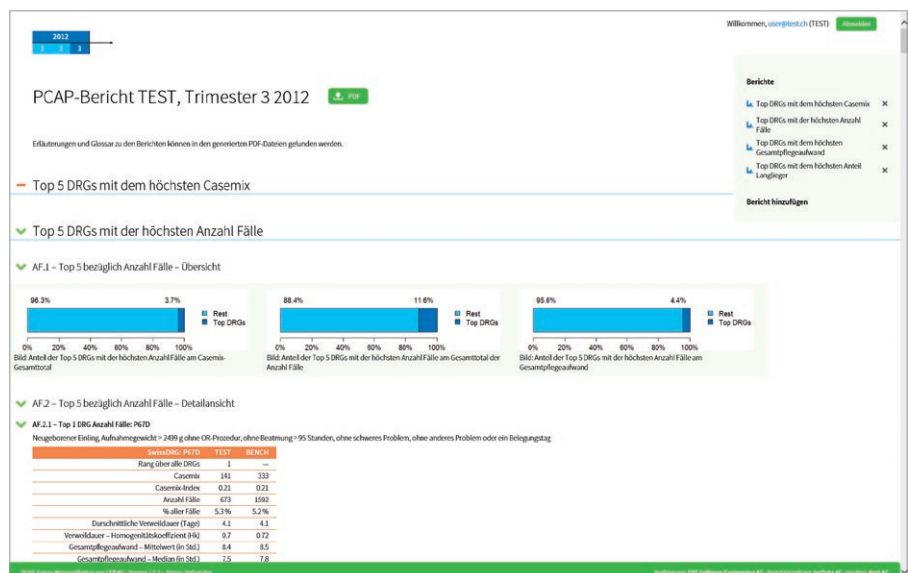 Willkommen, user@test.ch (TEST) Abmelden
2012
1 2 3
PCAP-Bericht TEST, Trimester 3 2012 PDF
Erläuterungen und Glossar zu den Berichten können in den generierten PDF-Dateien gefunden werden.
Berichte
Top DRGs mit dem höchsten Casemix
Top DRGs mit der höchsten Anzahl
Fälle
Top DRGs mit dem höchsten
Gesamtpflegeaufwand
Top DRGs mit dem höchsten Anteil
Langlieger
Bericht hinzufügen
Top 5 DRGs mit dem höchsten Casemix
Top 5 DRGs mit der höchsten Anzahl Fälle
AF.1 – Top 5 bezüglich Anzahl Fälle – Übersicht
96.3% 3.7%
Rest
Top DRGs
0% 20% 40% 60% 80% 100%
Bild: Anteil der Top 5 DRGs mit der höchsten Anzahl Fälle am Casemix-
Gesamttotal
88.4% 11.6%
Rest
Top DRGs
0% 20% 40% 60% 80% 100%
Bild: Anteil der Top 5 DRGs mit der höchsten Anzahl Fälle am Gesamttotal der
Anzahl Fälle
95.6% 4.4%
Rest
Top DRGs
0% 20% 40% 60% 80% 100%
Bild: Anteil der Top 5 DRGs mit der höchsten Anzahl Fälle am
Gesamtpflegeaufwand
AF.2 – Top 5 bezüglich Anzahl Fälle – Detailansicht
AF.2.1 – Top 1 DRG Anzahl Fälle: P67D
Neugeborener Einling, Aufnahmegewicht > 2499 g ohne OR-Prozedur, ohne Beatmung > 95 Stunden, ohne schweres Problem, ohne anderes Problem oder ein Belegungstag
SwissDRG: P67D TEST BENCH
Rang über alle DRGs 1 —
Casemix 141 333
Casemix-Index 0.21 0.21
Anzahl Fälle 673 1592
% aller Fälle 5.3% 5.2%
Durschnittliche Verweildauer (Tage) 4.1 4.1
Verweildauer – Homogenitätskoeffizient (Hk) 0.7 0.72
Gesamtpflegeaufwand – Mittelwert (in Std.) 8.4 8.5
Gesamtpflegeaufwand – Median (in Std.) 7.5 7.8